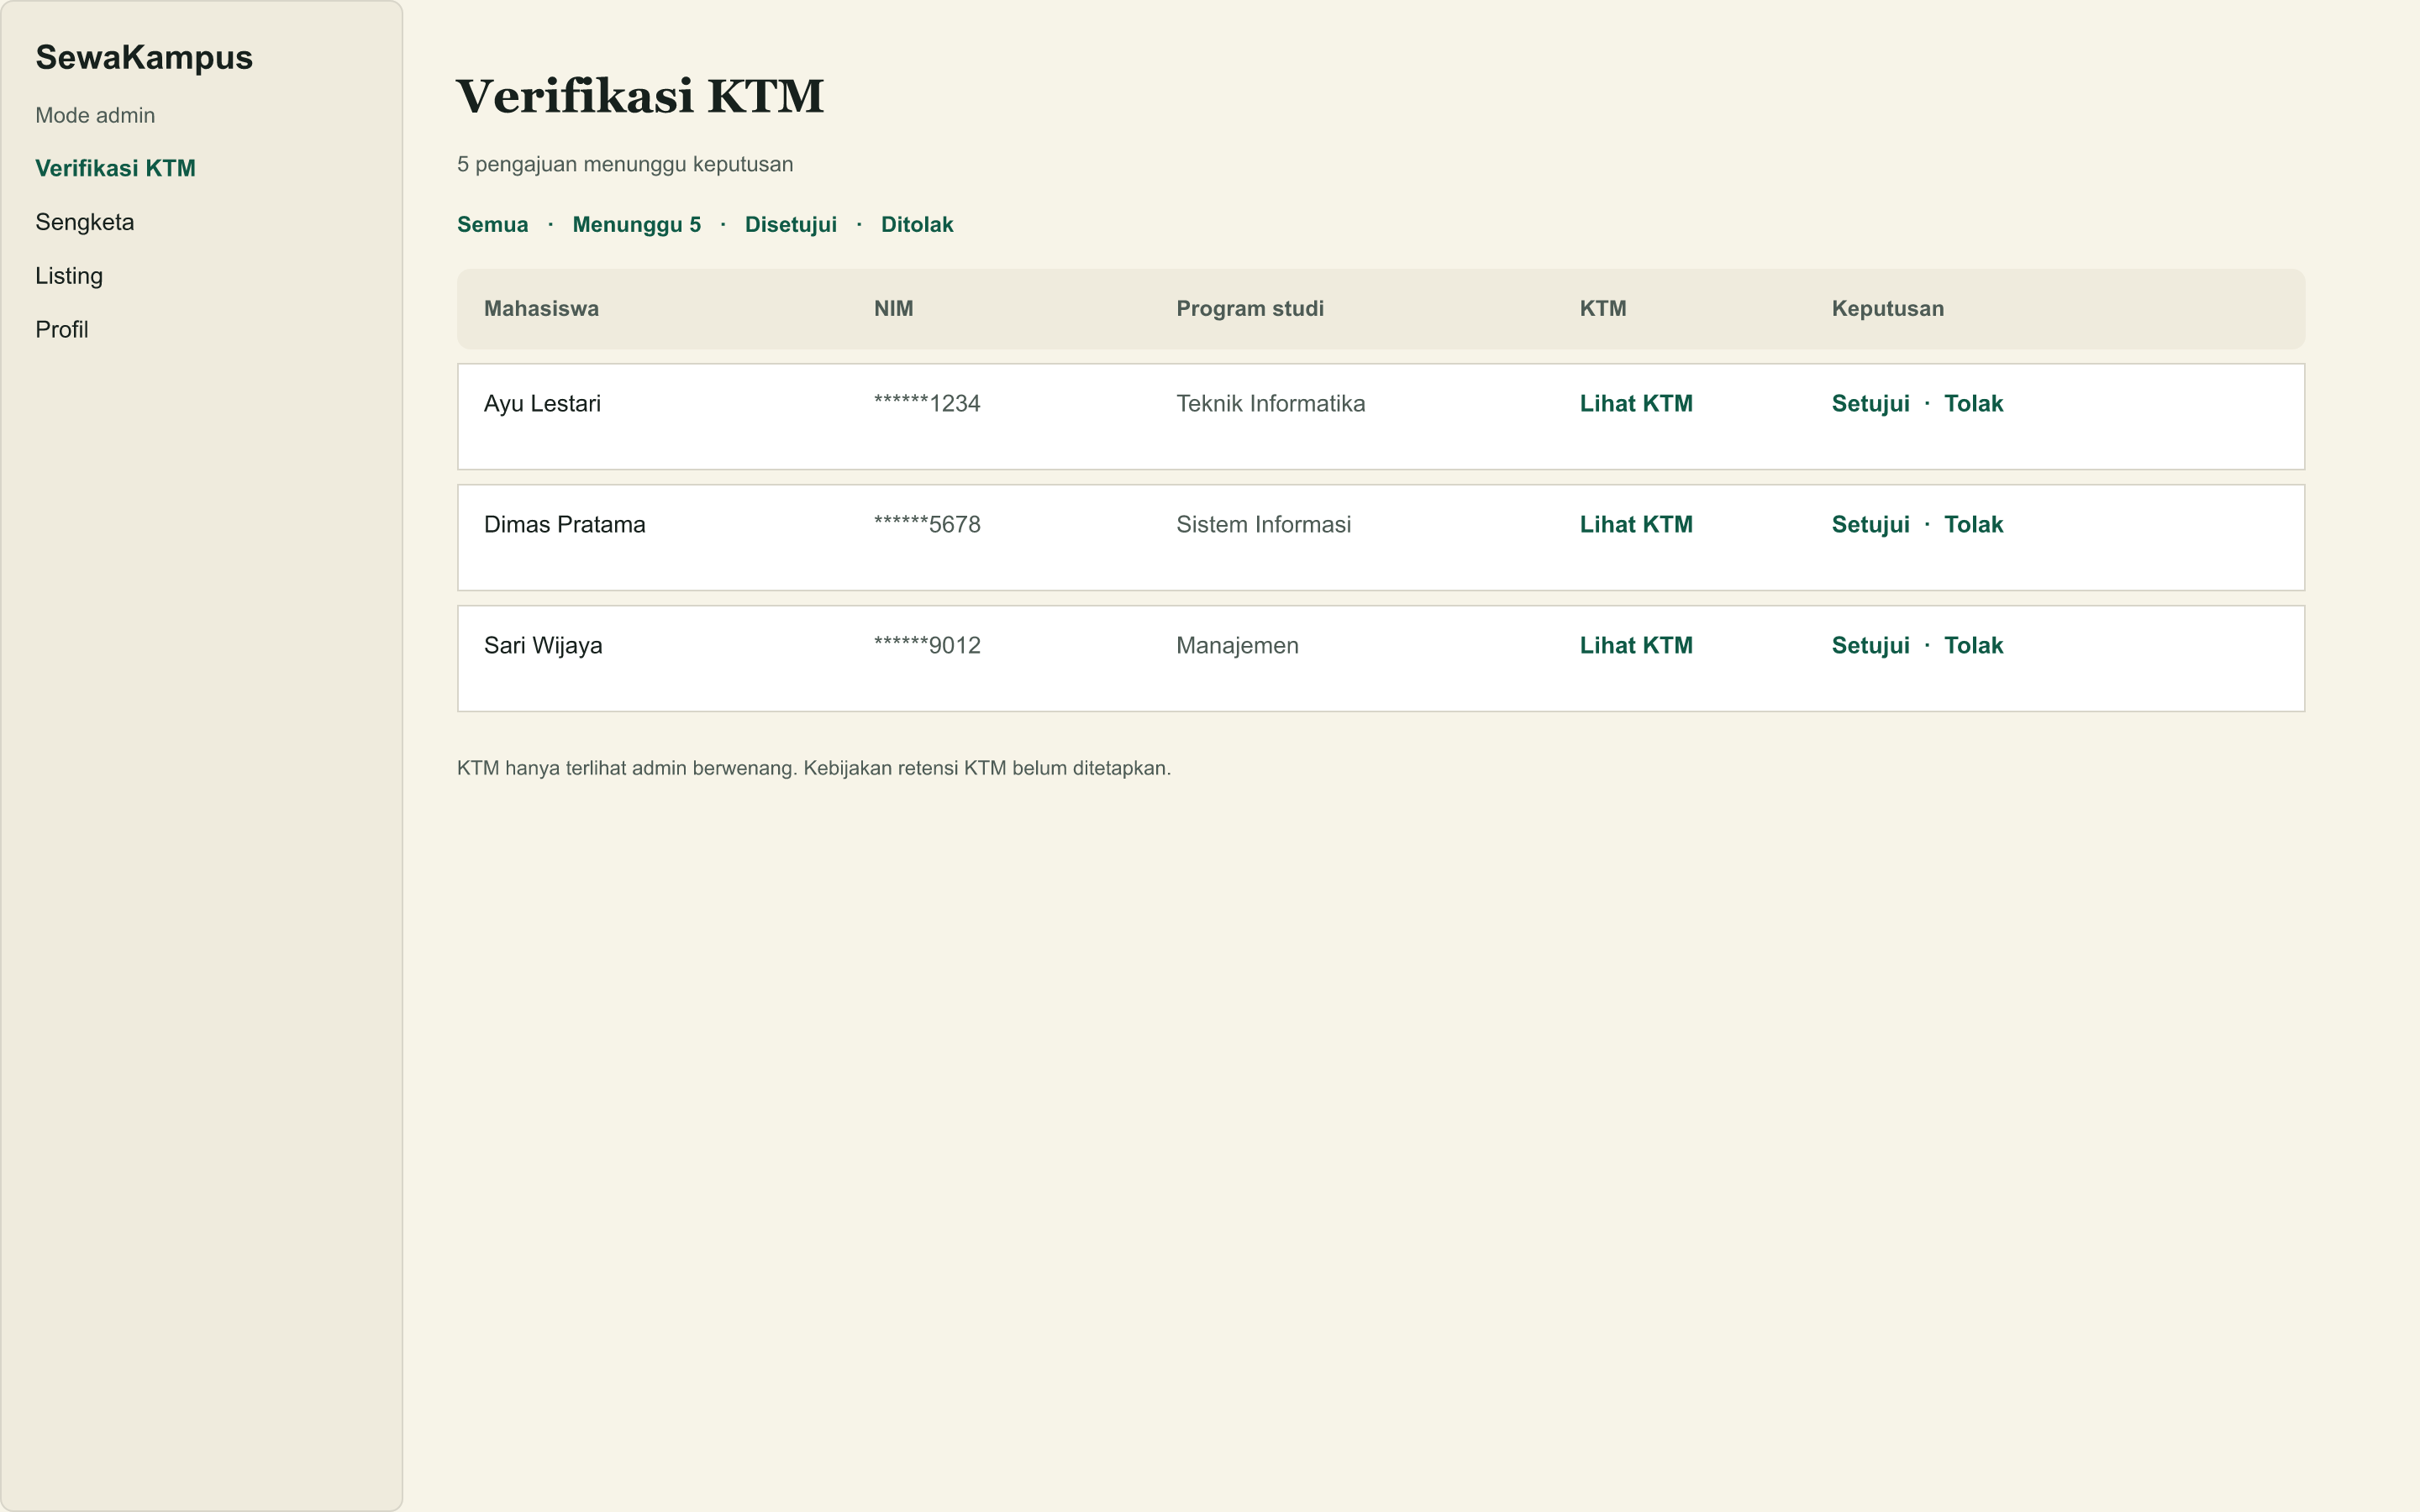 SewaKampus
Mode admin
Verifikasi KTM
Sengketa
Listing
Profil
Verifikasi KTM
5 pengajuan menunggu keputusan
Semua · Menunggu 5 · Disetujui · Ditolak
Mahasiswa NIM Program studi KTM Keputusan
Ayu Lestari ******1234 Teknik Informatika Lihat KTM Setujui · Tolak
Dimas Pratama ******5678 Sistem Informasi Lihat KTM Setujui · Tolak
Sari Wijaya ******9012 Manajemen Lihat KTM Setujui · Tolak
KTM hanya terlihat admin berwenang. Kebijakan retensi KTM belum ditetapkan.